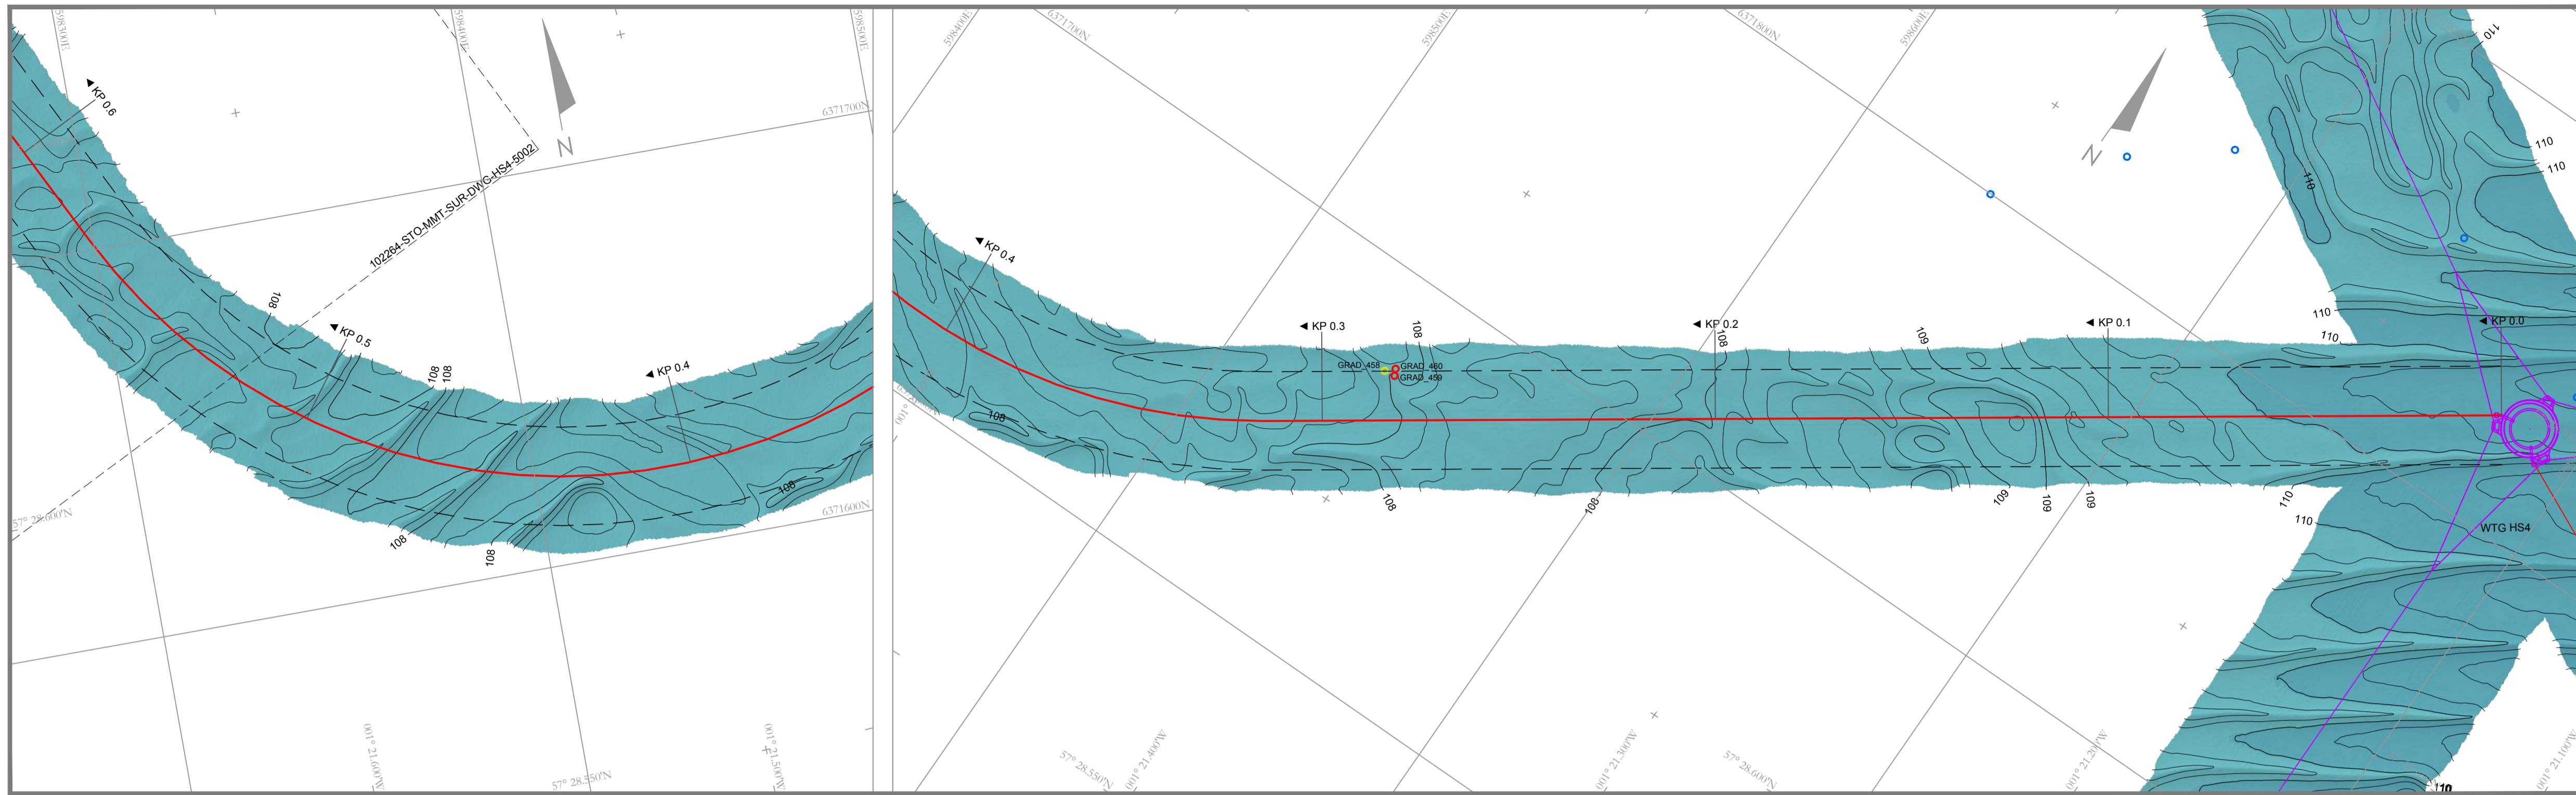 598300E
598400E
598500E
KP 0.6
N
6371700N
102264-STO-MMT-SUR-DWG-HS4-5002
108
KP 0.5
108
108
KP 0.4
108
6371600N
57° 28.600'N
108
108
001° 21.600'W
57° 28.550'N
001° 21.500'W
598400E
6371700N
598500E
6371800N
598600E
N
110
110
110
110
KP 0.4
KP 0.3
108
KP 0.2
108
109
KP 0.1
110
110
KP 0.0
GRAD_458
GRAD_460
GRAD_459
108
108
108
109
109
109
110
110
WTG HS4
57° 28.550'N
001° 21.400'W
001° 21.300'W
57° 28.600'N
001° 21.200'W
001° 21.100'W
110